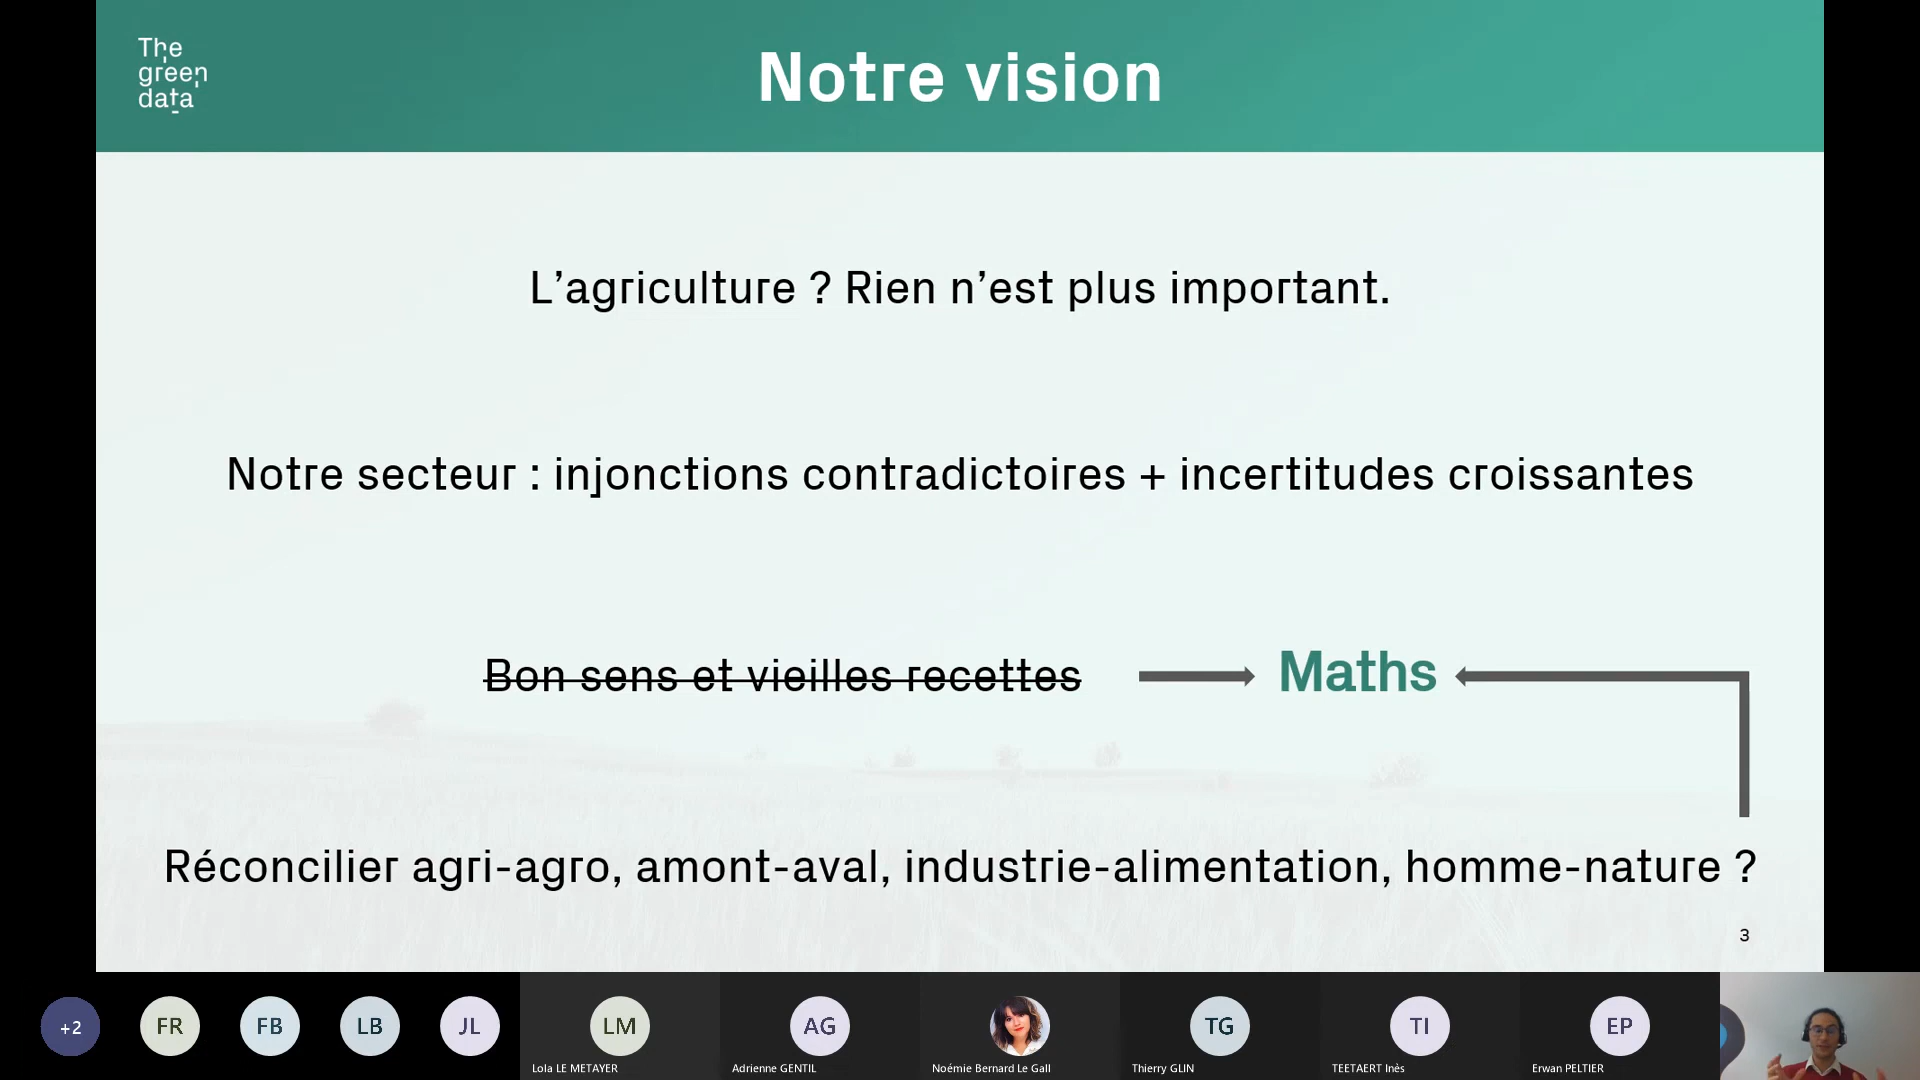 The
green
data
Notre vision
L’agriculture ? Rien n’est plus important.
Notre secteur : injonctions contradictoires + incertitudes croissantes
Bon sens et vieilles recettes
Maths
Réconcilier agri-agro, amont-aval, industrie-alimentation, homme-nature ?
3
+2
FR
FB
LB
JL
LM
AG
TG
TI
EP
Lola LE METAYER
Adrienne GENTIL
Noémie Bernard Le Gall
Thierry GLIN
TEETAERT Inès
Erwan PELTIER